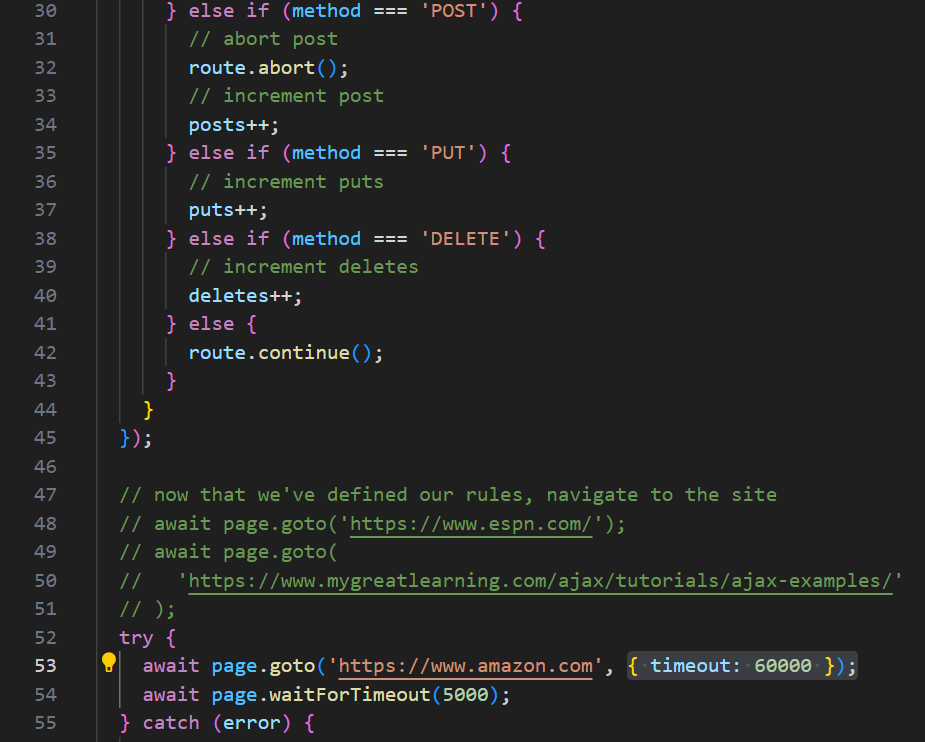 30 } else if (method === 'POST') {
31 // abort post
32 route.abort();
33 // increment post
34 posts++;
35 } else if (method === 'PUT') {
36 // increment puts
37 puts++;
38 } else if (method === 'DELETE') {
39 // increment deletes
40 deletes++;
41 } else {
42 route.continue();
43 }
44 }
45 });
46
47 // now that we've defined our rules, navigate to the site
48 // await page.goto('https://www.espn.com/');
49 // await page.goto(
50 //   'https://www.mygreatlearning.com/ajax/tutorials/ajax-examples/'
51 // );
52 try {
53 await page.goto('https://www.amazon.com', { timeout: 60000 });
54 await page.waitForTimeout(5000);
55 } catch (error) {